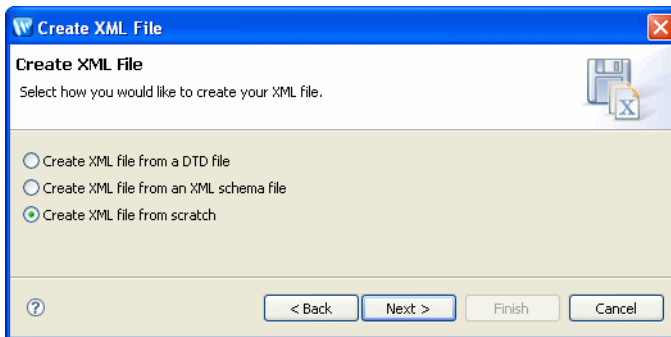 Create XML File
Create XML File
Select how you would like to create your XML file.
X
Create XML file from a DTD file
Create XML file from an XML schema file
Create XML file from scratch
? < Back Next > Finish Cancel